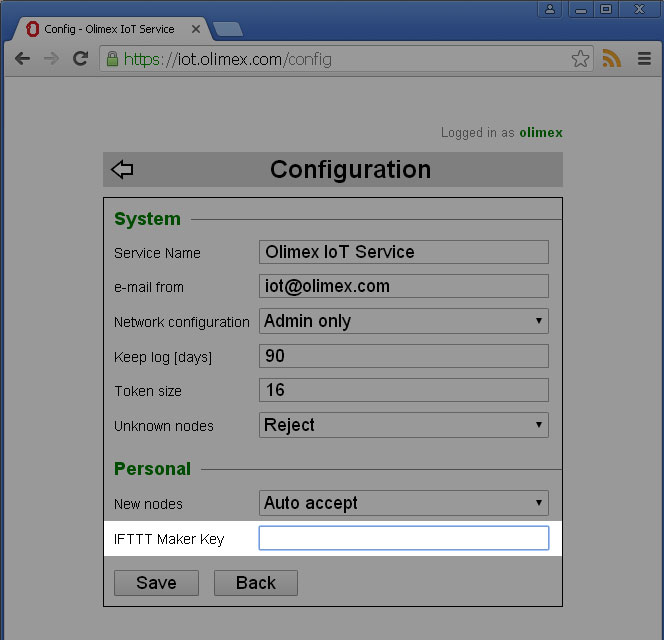 Config - Olimex IoT Service
https://iot.olimex.com/config
Logged in as olimex
Configuration
System
Service Name Olimex IoT Service
e-mail from iot@olimex.com
Network configuration Admin only
Keep log [days] 90
Token size 16
Unknown nodes Reject
Personal
New nodes Auto accept
IFTTT Maker Key
Save Back